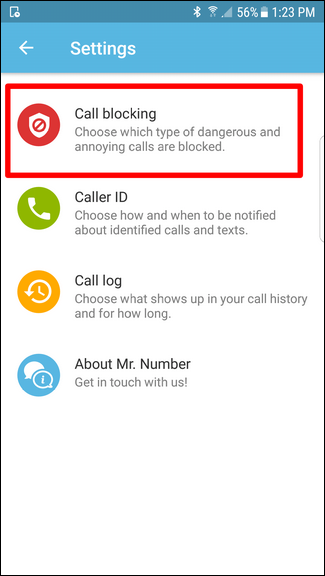 56% 1:23 PM
Settings
Call blocking
Choose which type of dangerous and
annoying calls are blocked.
Caller ID
Choose how and when to be notified
about identified calls and texts.
Call log
Choose what shows up in your call history
and for how long.
About Mr. Number
Get in touch with us!